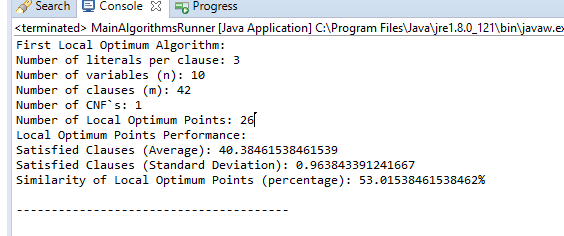 Search Console Progress
<terminated> MainAlgorithmsRunner [Java Application] C:\Program Files\Java\jre1.8.0_121\bin\javaw.ex
First Local Optimum Algorithm:
Number of literals per clause: 3
Number of variables (n): 10
Number of clauses (m): 42
Number of CNF`s: 1
Number of Local Optimum Points: 26
Local Optimum Points Performance:
Satisfied Clauses (Average): 40.38461538461539
Satisfied Clauses (Standard Deviation): 0.963843391241667
Similarity of Local Optimum Points (percentage): 53.01538461538462%
----------------------------------------